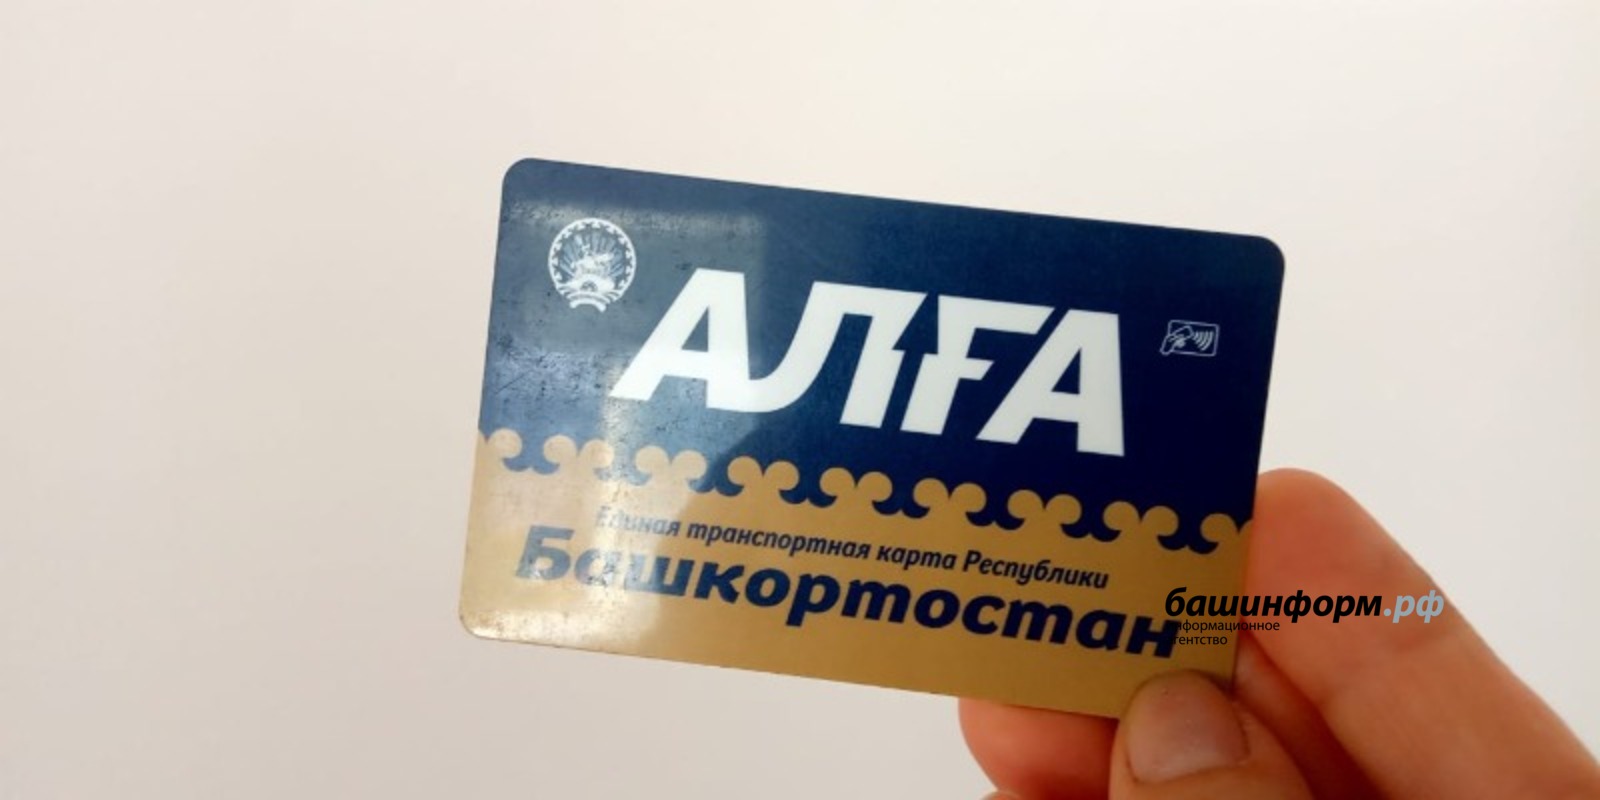 АЛҒА
Единая транспортная карта Республики
Башкортостан
башинформ.рф
информационное
агентство